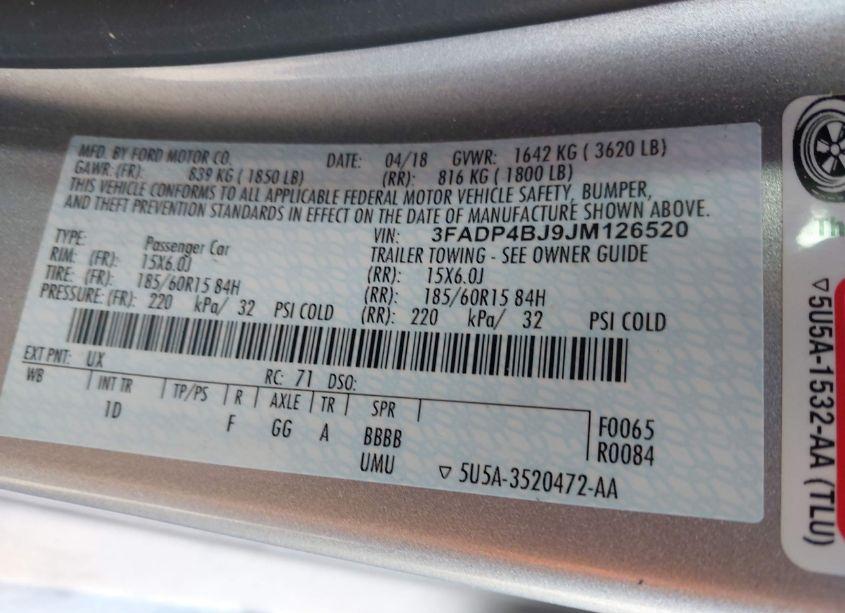 MFD. BY FORD MOTOR CO. DATE: 04/18 GVWR: 1642 KG ( 3620 LB)
GAWR: (FR): 839 KG ( 1850 LB) (RR): 816 KG ( 1800 LB)
THIS VEHICLE CONFORMS TO ALL APPLICABLE FEDERAL MOTOR VEHICLE SAFETY, BUMPER,
AND THEFT PREVENTION STANDARDS IN EFFECT ON THE DATE OF MANUFACTURE SHOWN ABOVE.
VIN: 3FADP4BJ9JM126520
TYPE: Passenger Car TRAILER TOWING - SEE OWNER GUIDE
RIM: (FR): 15X6.0J (RR): 15X6.0J
TIRE: (FR): 185/60R15 84H (RR): 185/60R15 84H
PRESSURE: (FR): 220 kPa/ 32 PSI COLD (RR): 220 kPa/ 32 PSI COLD
EXT PNT: UX RC: 71 DSO:
WB INT TR TP/PS R AXLE TR SPR
1D F GG A BBBB F0065
UMU R0084
▽ 5U5A-3520472-AA
Th
▽5U5A-1532-AA (TLU)